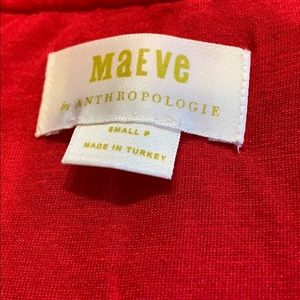 MaEve
by ANTHROPOLOGIE
SMALL P
MADE IN TURKEY